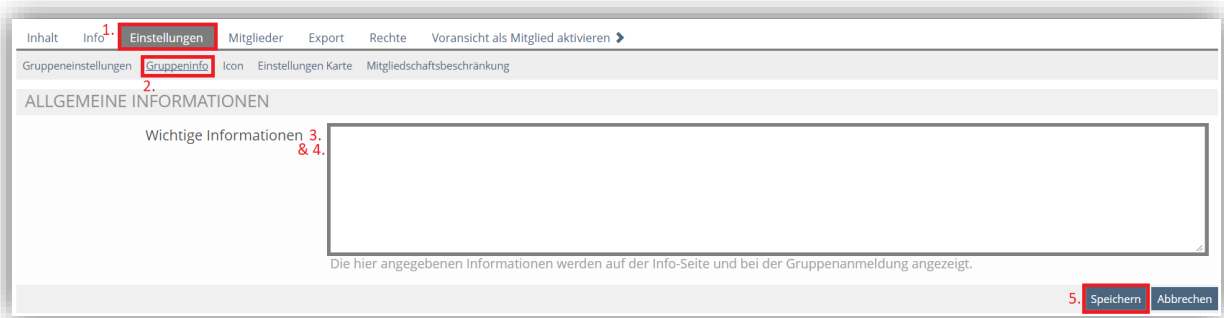 Inhalt Info 1. Einstellungen Mitglieder Export Rechte Voransicht als Mitglied aktivieren
Gruppeneinstellungen Gruppeninfo Icon Einstellungen Karte Mitgliedschaftsbeschränkung
2.
ALLGEMEINE INFORMATIONEN
Wichtige Informationen 3.
& 4.
Die hier angegebenen Informationen werden auf der Info-Seite und bei der Gruppenanmeldung angezeigt.
5. Speichern Abbrechen